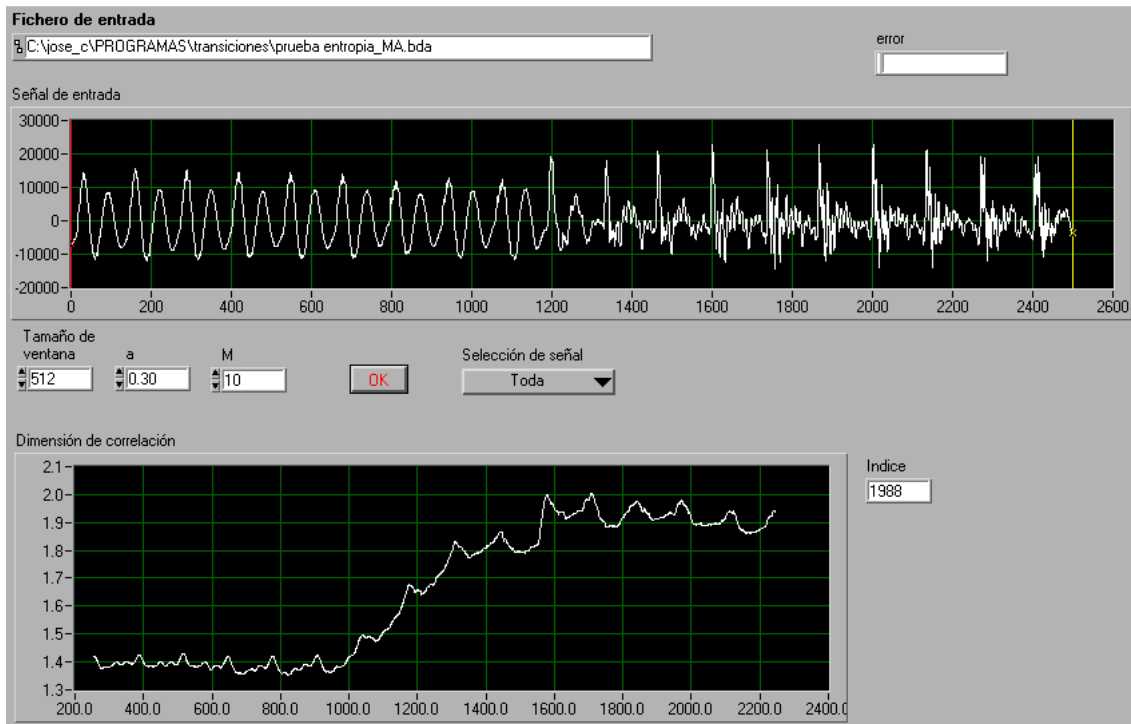 Fichero de entrada
C:\jose_c\PROGRAMAS\transiciones\prueba entropia_MA.bda
error
Señal de entrada
30000
20000
10000
0
-10000
-20000
0 200 400 600 800 1000 1200 1400 1600 1800 2000 2200 2400 2600
Tamaño de
ventana a M
512 0.30 10 OK
Selección de señal
Toda
Dimensión de correlación
2.1
2.0
1.9
1.8
1.7
1.6
1.5
1.4
1.3
200.0 400.0 600.0 800.0 1000.0 1200.0 1400.0 1600.0 1800.0 2000.0 2200.0 2400.0
Indice
1988